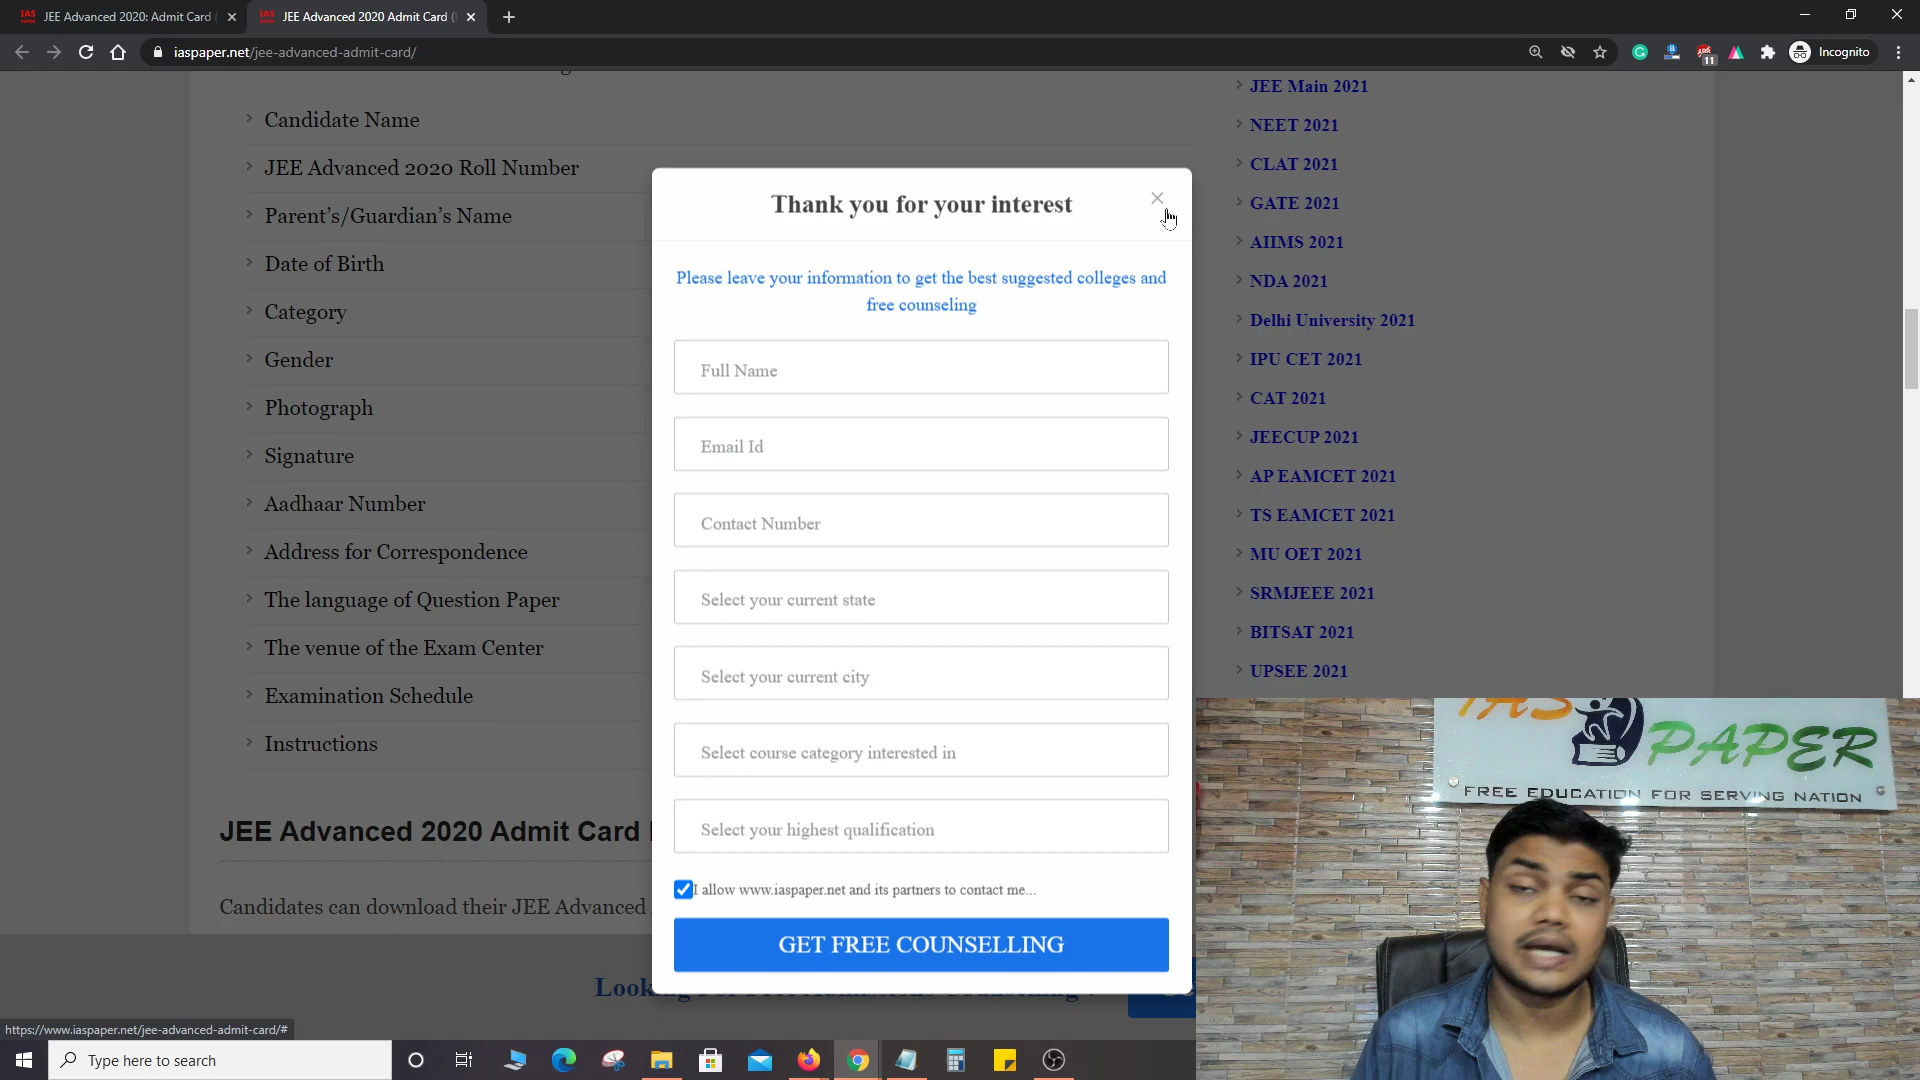 JEE Advanced 2020: Admit Card (
JEE Advanced 2020 Admit Card (
iaspaper.net/jee-advanced-admit-card/
11
Incognito
Candidate Name
JEE Advanced 2020 Roll Number
Parent's/Guardian's Name
Date of Birth
Category
Gender
Photograph
Signature
Aadhaar Number
Address for Correspondence
The language of Question Paper
The venue of the Exam Center
Examination Schedule
Instructions
JEE Advanced 2020 Admit Card
Candidates can download their JEE Advanced
Thank you for your interest
Please leave your information to get the best suggested colleges and
free counseling
Full Name
Email Id
Contact Number
Select your current state
Select your current city
Select course category interested in
Select your highest qualification
I allow www.iaspaper.net and its partners to contact me...
GET FREE COUNSELLING
JEE Main 2021
NEET 2021
CLAT 2021
GATE 2021
AIIMS 2021
NDA 2021
Delhi University 2021
IPU CET 2021
CAT 2021
JEECUP 2021
AP EAMCET 2021
TS EAMCET 2021
MU OET 2021
SRMJEEE 2021
BITSAT 2021
UPSEE 2021
IAS
PAPER
FREE EDUCATION FOR SERVING NATION
https://www.iaspaper.net/jee-advanced-admit-card/#
Type here to search